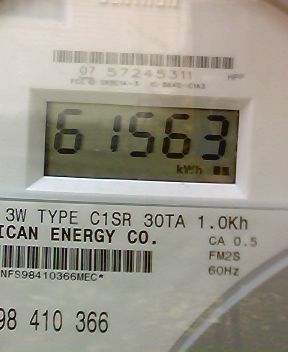 07 57245311
HPP
61563
kWh
3W TYPE C1SR 30TA 1.0Kh
ICAN ENERGY CO.
CA 0.5
FM2S
60Hz
NFS98410366MEC*
98 410 366